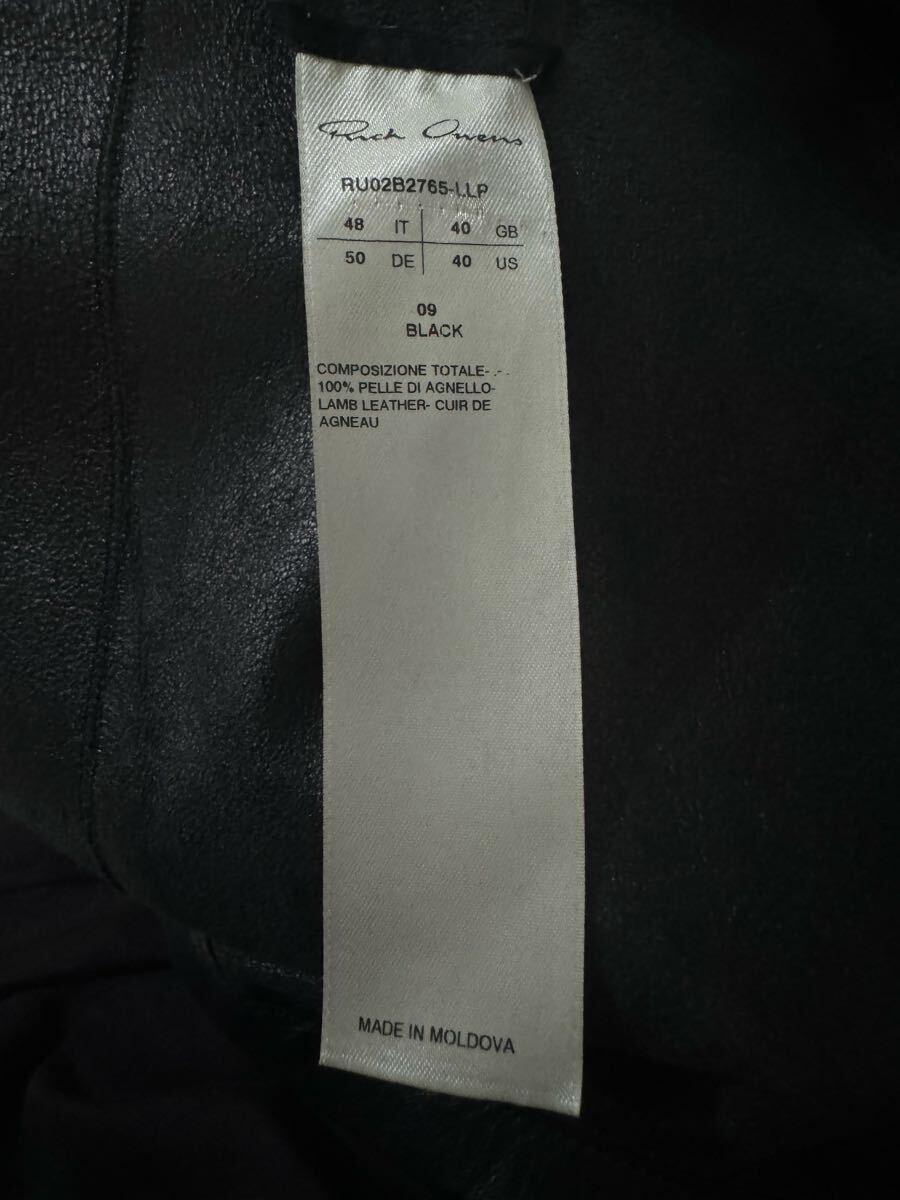 Rick Owens
RU02B2765-LLP
48 IT 40 GB
50 DE 40 US
09
BLACK
COMPOSIZIONE TOTALE-.-.
100% PELLE DI AGNELLO-
LAMB LEATHER- CUIR DE
AGNEAU
MADE IN MOLDOVA